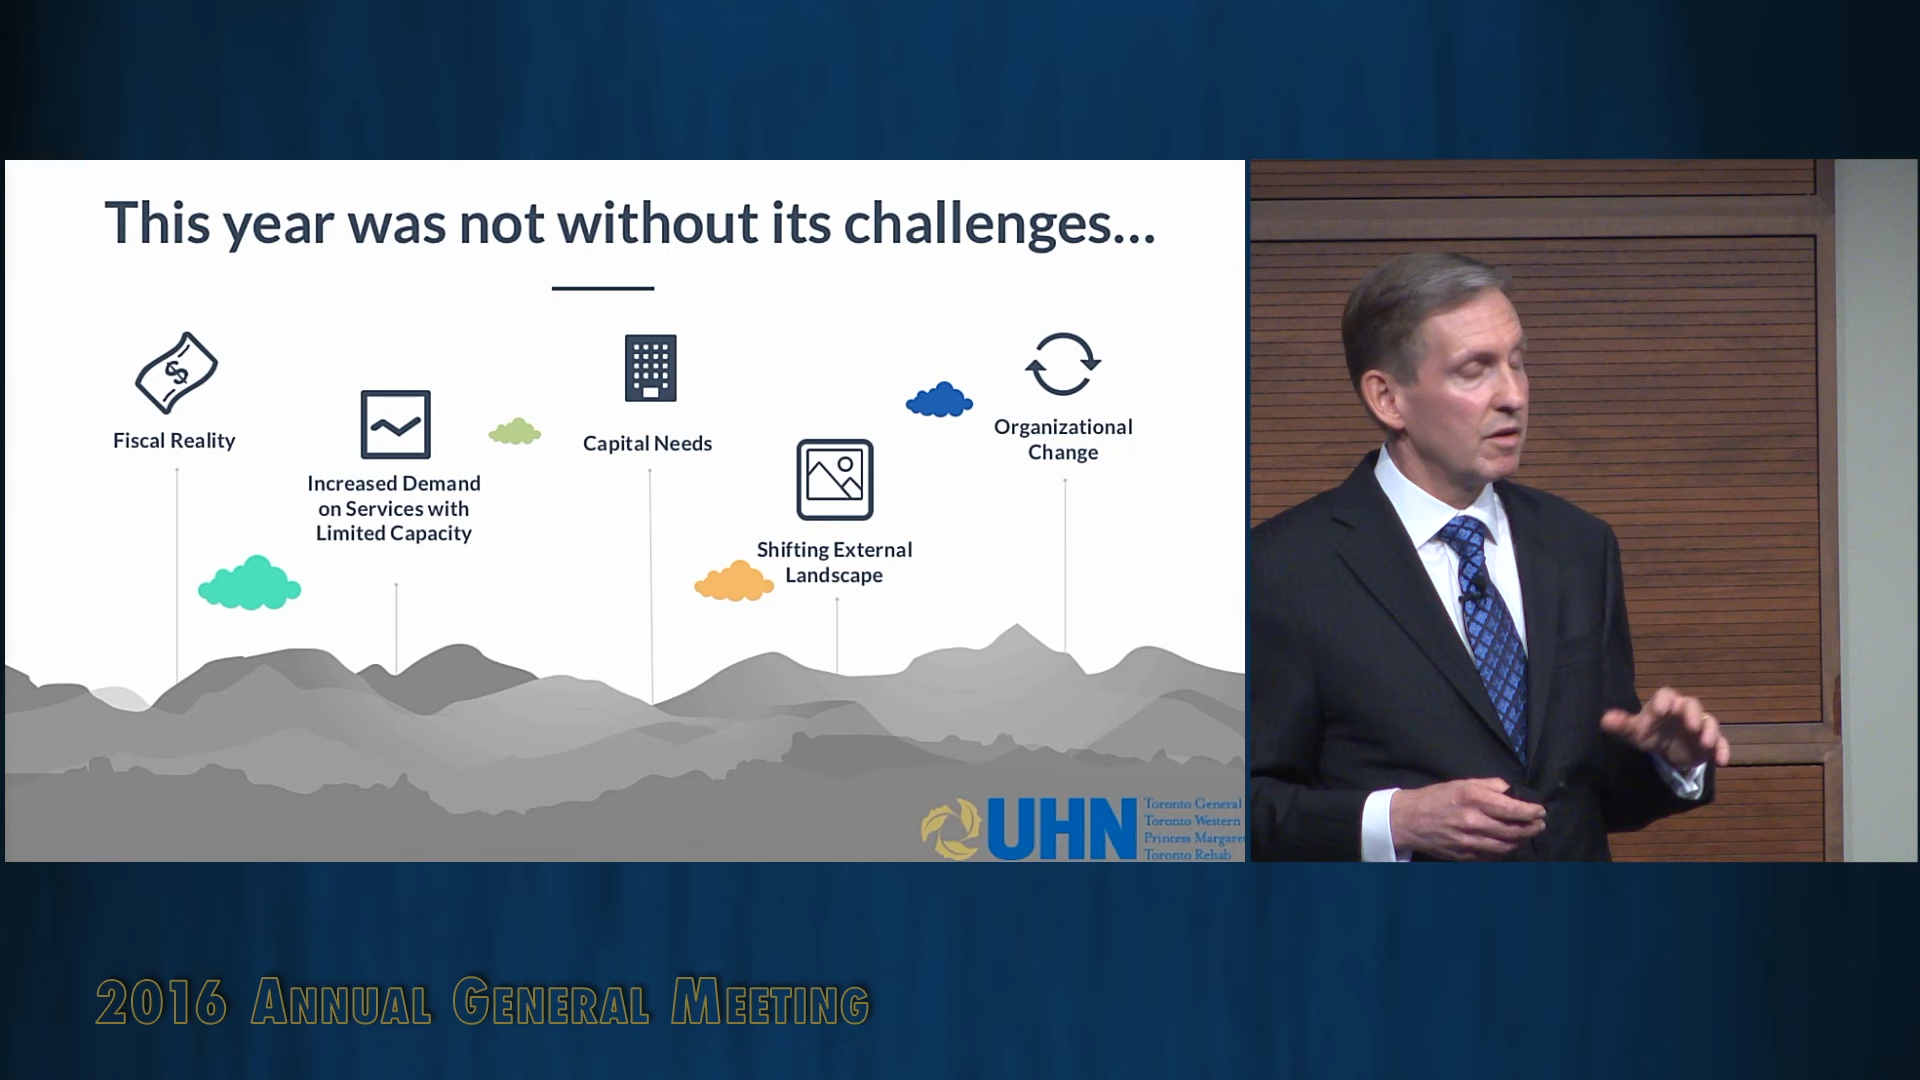 This year was not without its challenges...
$
Fiscal Reality
Increased Demand
on Services with
Limited Capacity
Capital Needs
Shifting External
Landscape
Organizational
Change
UHN
Toronto General
Toronto Western
Princess Margare
Toronto Rehab
2016 ANNUAL GENERAL MEETING